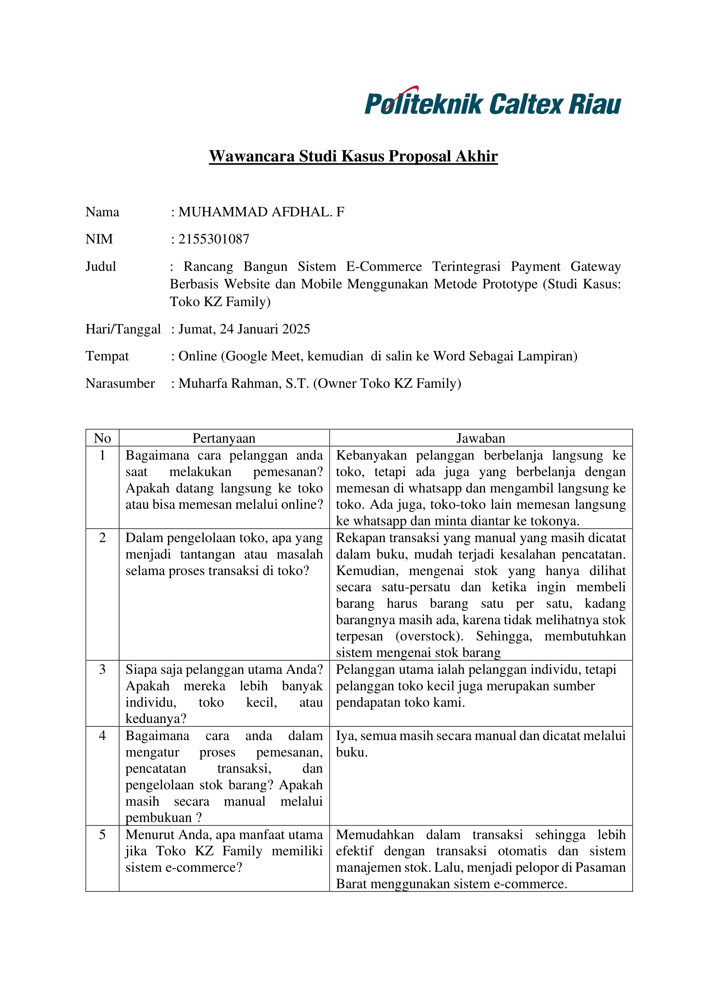 Politeknik Caltex Riau
Wawancara Studi Kasus Proposal Akhir
Nama : MUHAMMAD AFDHAL. F
NIM : 2155301087
Judul : Rancang Bangun Sistem E-Commerce Terintegrasi Payment Gateway
Berbasis Website dan Mobile Menggunakan Metode Prototype (Studi Kasus:
Toko KZ Family)
Hari/Tanggal : Jumat, 24 Januari 2025
Tempat : Online (Google Meet, kemudian  di salin ke Word Sebagai Lampiran)
Narasumber : Muharfa Rahman, S.T. (Owner Toko KZ Family)
No Pertanyaan Jawaban
1
Bagaimana cara pelanggan anda
saat melakukan pemesanan?
Apakah datang langsung ke toko
atau bisa memesan melalui online?
Kebanyakan pelanggan berbelanja langsung ke
toko, tetapi ada juga yang berbelanja dengan
memesan di whatsapp dan mengambil langsung ke
toko. Ada juga, toko-toko lain memesan langsung
ke whatsapp dan minta diantar ke tokonya.
2
Dalam pengelolaan toko, apa yang
menjadi tantangan atau masalah
selama proses transaksi di toko?
Rekapan transaksi yang manual yang masih dicatat
dalam buku, mudah terjadi kesalahan pencatatan.
Kemudian, mengenai stok yang hanya dilihat
secara satu-persatu dan ketika ingin membeli
barang harus barang satu per satu, kadang
barangnya masih ada, karena tidak melihatnya stok
terpesan (overstock). Sehingga, membutuhkan
sistem mengenai stok barang
3
Siapa saja pelanggan utama Anda?
Apakah mereka lebih banyak
individu, toko kecil, atau
keduanya?
Pelanggan utama ialah pelanggan individu, tetapi
pelanggan toko kecil juga merupakan sumber
pendapatan toko kami.
4
Bagaimana cara anda dalam
mengatur proses pemesanan,
pencatatan transaksi, dan
pengelolaan stok barang? Apakah
masih secara manual melalui
pembukuan ?
Iya, semua masih secara manual dan dicatat melalui
buku.
5
Menurut Anda, apa manfaat utama
jika Toko KZ Family memiliki
sistem e-commerce?
Memudahkan dalam transaksi sehingga lebih
efektif dengan transaksi otomatis dan sistem
manajemen stok. Lalu, menjadi pelopor di Pasaman
Barat menggunakan sistem e-commerce.